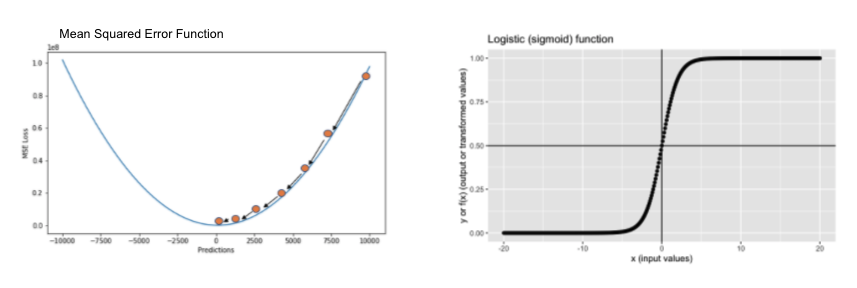 Mean Squared Error Function
1e8
1.0
0.8
0.6
0.4
0.2
0.0
MSE Loss
−10000 −7500 −5000 −2500 0 2500 5000 7500 10000
Predictions
Logistic (sigmoid) function
1.00
0.75
0.50
0.25
0.00
y or f(x) (output or transformed values)
-20 -10 0 10 20
x (input values)